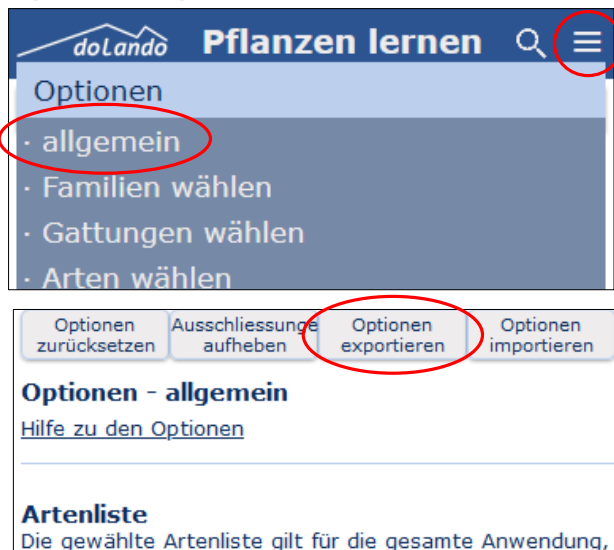 doLando Pflanzen lernen
Optionen
· allgemein
· Familien wählen
· Gattungen wählen
· Arten wählen
Optionen zurücksetzen
Ausschliessunge aufheben
Optionen exportieren
Optionen importieren
Optionen - allgemein
Hilfe zu den Optionen
Artenliste
Die gewählte Artenliste gilt für die gesamte Anwendung,